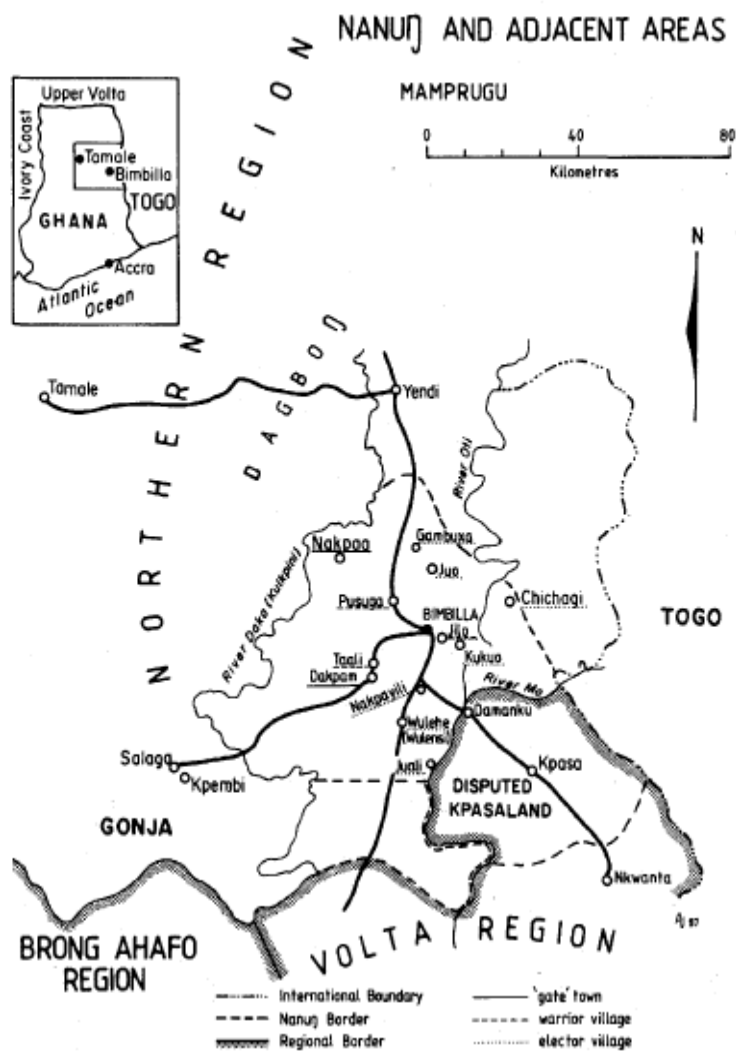 NANUŊ AND ADJACENT AREAS
MAMPRUGU
0 40 80
Kilometres
Upper Volta
Ivory Coast
Tamale
Bimbilla
TOGO
GHANA
Accra
Atlantic
Ocean
N
NORTHERN REGION
DAGBOŊ
Tamale
Yendi
River Oti
Gambuxa
Nakpaa
Juo
River Daka (Kulkpini)
Chichagi
Pusuga
BIMBILLA
TOGO
Jilo
Kukuo
Taali
Dakpam
River Mo
Nakpayili
Damanku
Wulehe
(Wulensi)
Salaga
Kpembi
Juali
Kpasa
DISPUTED
KPASALAND
GONJA
Nkwanta
BRONG AHAFO
REGION
VOLTA REGION
International Boundary
'gate' town
Nanuŋ Border
warrior village
Regional Border
elector village